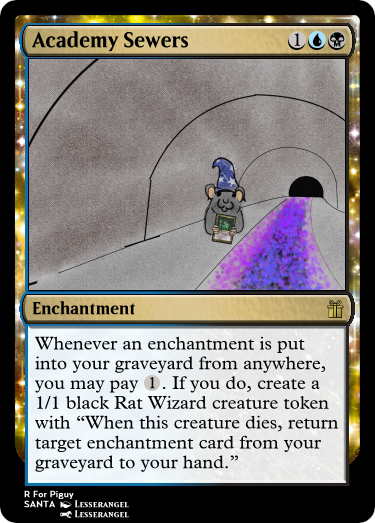 Academy Sewers 1
Enchantment
Whenever an enchantment is put
into your graveyard from anywhere,
you may pay 1. If you do, create a
1/1 black Rat Wizard creature token
with “When this creature dies, return
target enchantment card from your
graveyard to your hand.”
R For Piguy
SANTA LESSERANGEL
LESSERANGEL